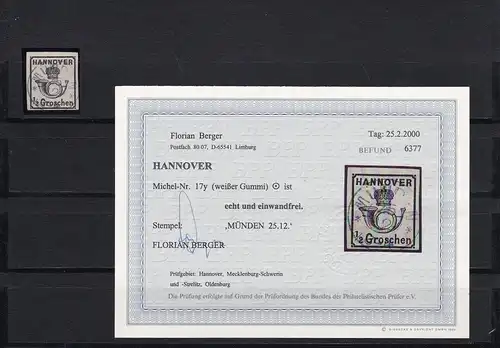 HANNOVER
1/2 Groschen
Florian Berger
Postfach 80 07, D-65541 Limburg
Tag: 25.2.2000
BEFUND 6377
HANNOVER
Michel-Nr. 17y (weißer Gummi) ⊙ ist
echt und einwandfrei.
Stempel: ‚MÜNDEN 25.12.'
FLORIAN BERGER
Prüfgebiet: Hannover, Mecklenburg-Schwerin
und -Strelitz, Oldenburg
Die Prüfung erfolgte auf Grund der Prüfordnung des Bundes der Philatelistischen Prüfer e.V.
HANNOVER
1/2 Groschen